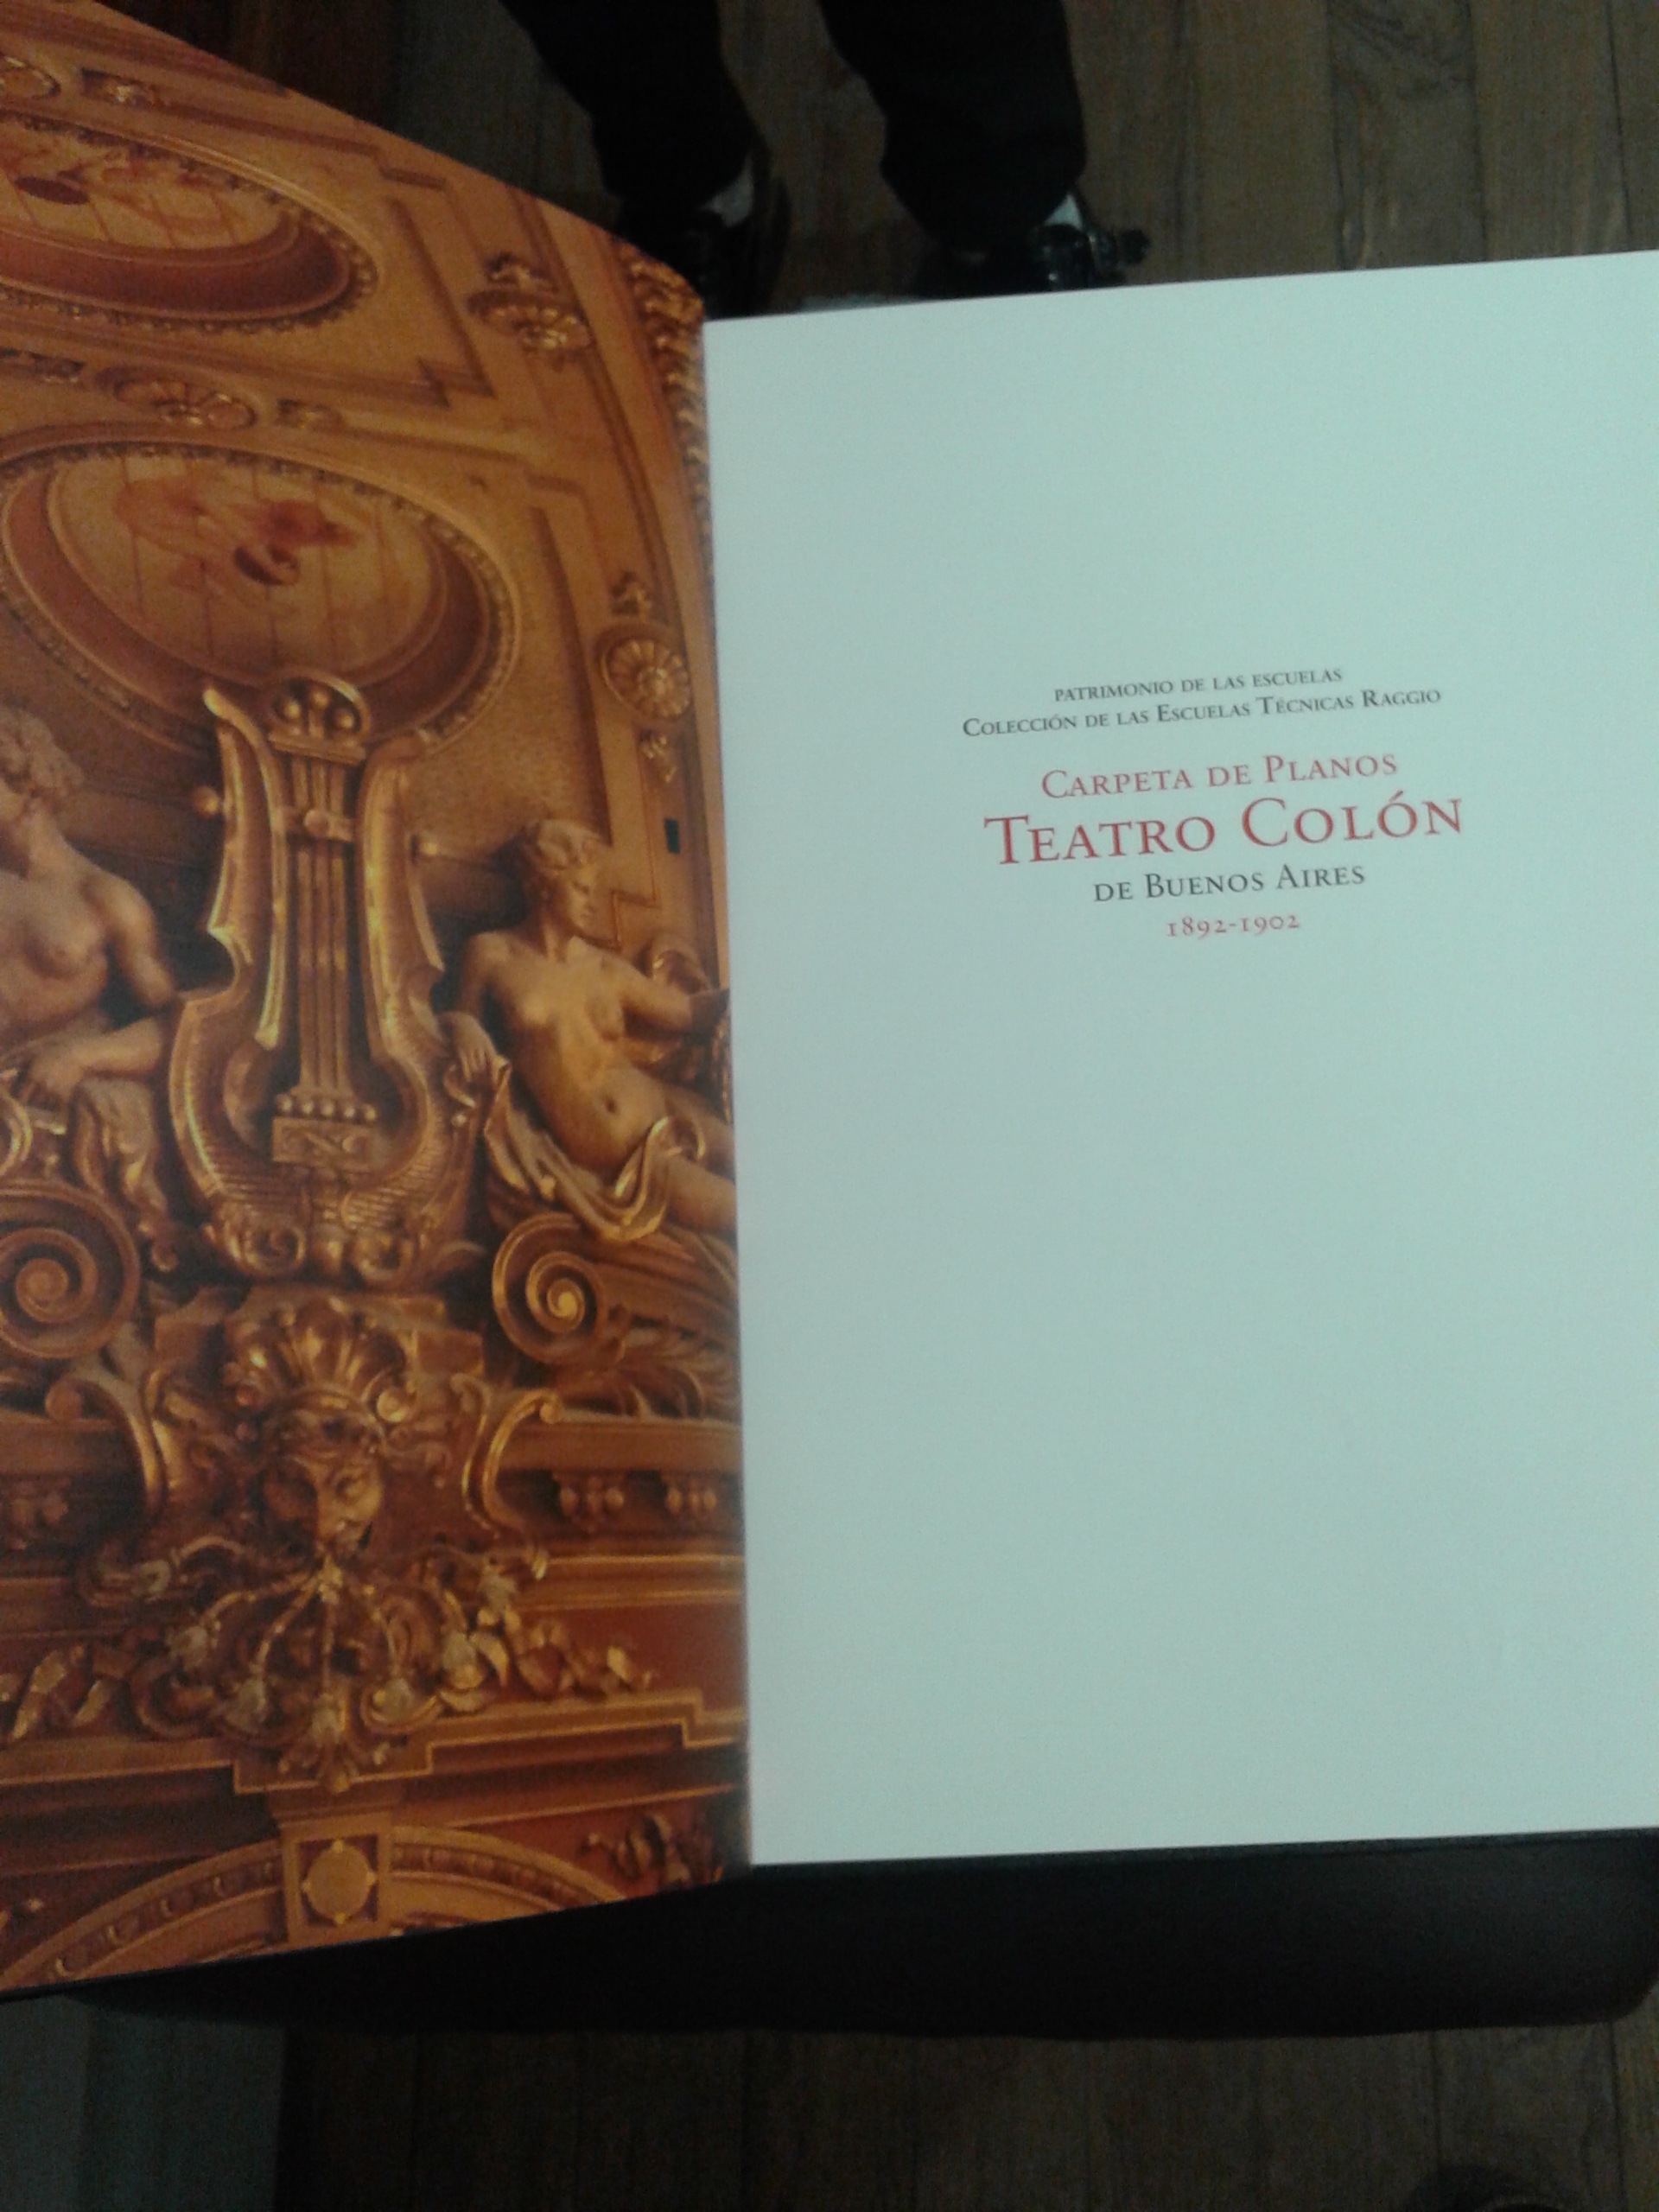 PATRIMONIO DE LAS ESCUELAS
COLECCIÓN DE LAS ESCUELAS TÉCNICAS RAGGIO
CARPETA DE PLANOS
TEATRO COLÓN
DE BUENOS AIRES
1892-1902